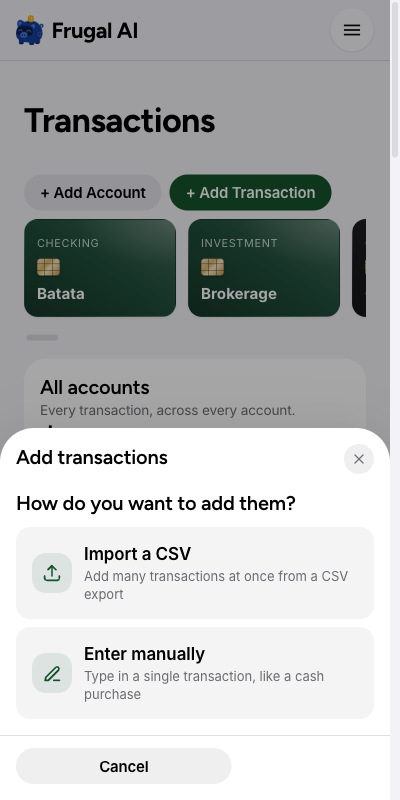 Frugal AI
Transactions
+ Add Account
+ Add Transaction
CHECKING
Batata
INVESTMENT
Brokerage
All accounts
Every transaction, across every account.
Add transactions
How do you want to add them?
Import a CSV
Add many transactions at once from a CSV
export
Enter manually
Type in a single transaction, like a cash
purchase
Cancel